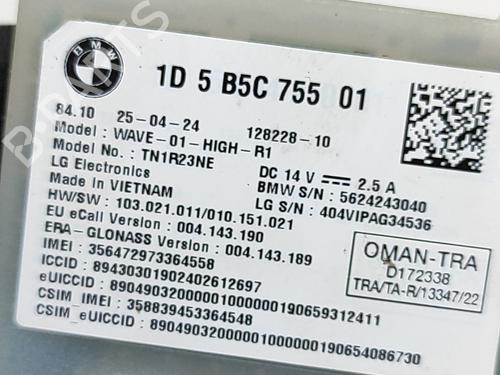 BMW
1D 5 B5C 755 01
84.10 25-04-24 128228-10
Model : WAVE-01-HIGH-R1
Model No. : TN1R23NE DC 14 V 2.5 A
LG Electronics BMW S/N : 5624243040
Made in VIETNAM LG S/N : 404VIPAG34536
HW/SW : 103.021.011/010.151.021
EU eCall Version : 004.143.190
ERA-GLONASS Version : 004.143.189
IMEI : 356472973364558
ICCID : 8943030190240261269​7
eUICCID : 89049032000001000000190659312411
CSIM_IMEI : 358839453364548
CSIM_eUICCID : 89049032000001000000190654086730
OMAN-TRA
D172338
TRA/TA-R/13347/22